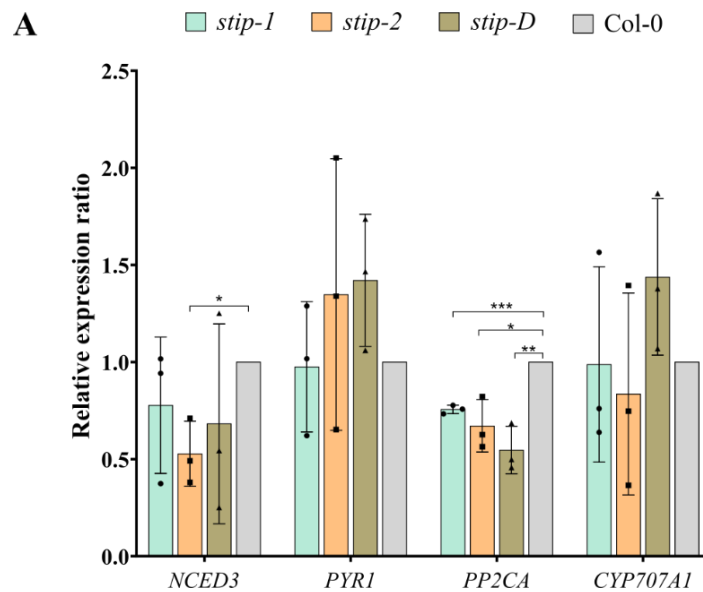 A
stip-1 stip-2 stip-D Col-0
Relative expression ratio
2.5
2.0
1.5
1.0
0.5
0.0
*
***
*
**
NCED3 PYR1 PP2CA CYP707A1